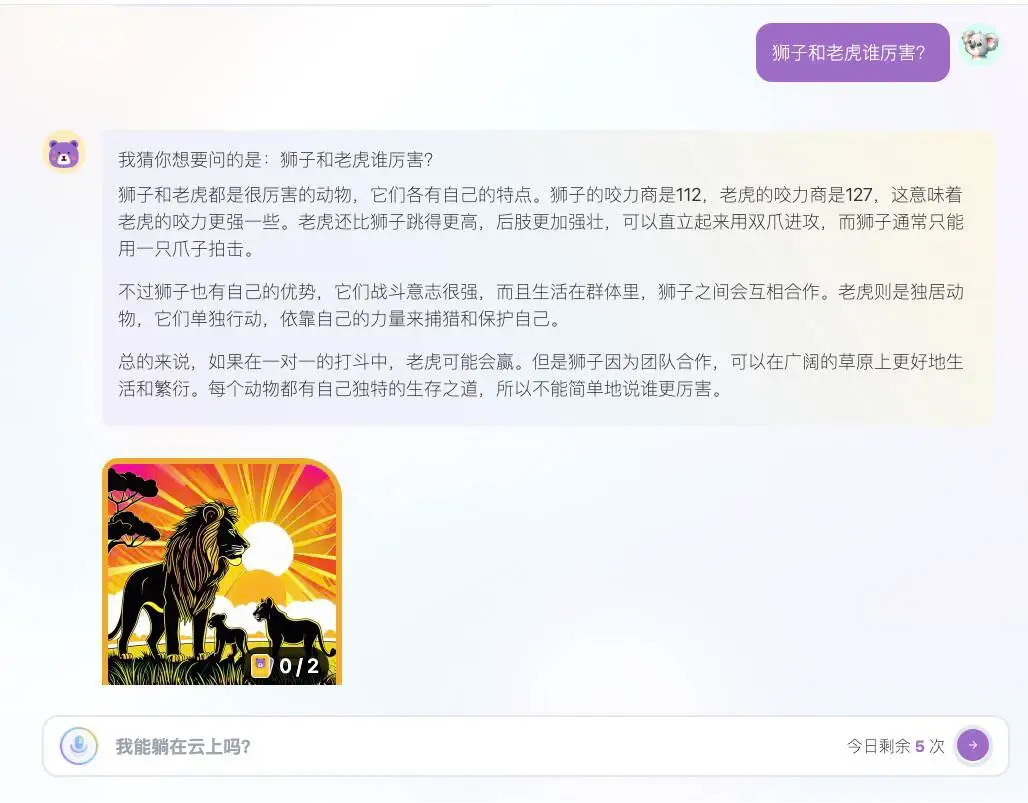 狮子和老虎谁厉害?
我猜你想要问的是：狮子和老虎谁厉害?
狮子和老虎都是很厉害的动物，它们各有自己的特点。狮子的咬力商是112，老虎的咬力商是127，这意味着
老虎的咬力更强一些。老虎还比狮子跳得更高，后肢更加强壮，可以直立起来用双爪进攻，而狮子通常只能
用一只爪子拍击。
不过狮子也有自己的优势，它们战斗意志很强，而且生活在群体里，狮子之间会互相合作。老虎则是独居动
物，它们单独行动，依靠自己的力量来捕猎和保护自己。
总的来说，如果在一对一的打斗中，老虎可能会赢。但是狮子因为团队合作，可以在广阔的草原上更好地生
活和繁衍。每个动物都有自己独特的生存之道，所以不能简单地说谁更厉害。
0/2
我能躺在云上吗?
今日剩余 5 次